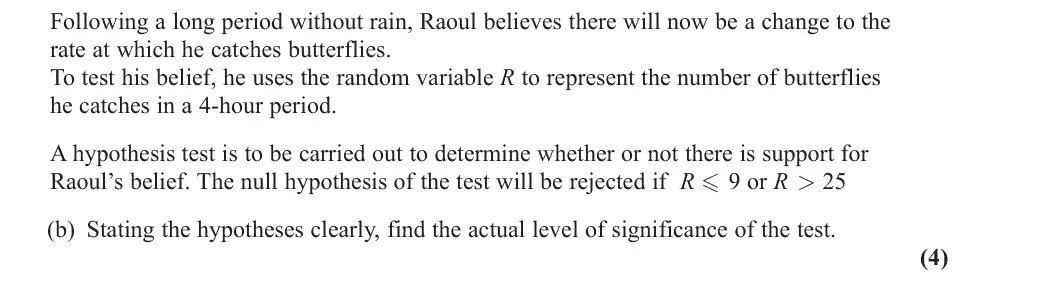 Following a long period without rain, Raoul believes there will now be a change to the
rate at which he catches butterflies.
To test his belief, he uses the random variable R to represent the number of butterflies
he catches in a 4-hour period.
A hypothesis test is to be carried out to determine whether or not there is support for
Raoul’s belief. The null hypothesis of the test will be rejected if R ⩽ 9 or R > 25
(b) Stating the hypotheses clearly, find the actual level of significance of the test.
(4)